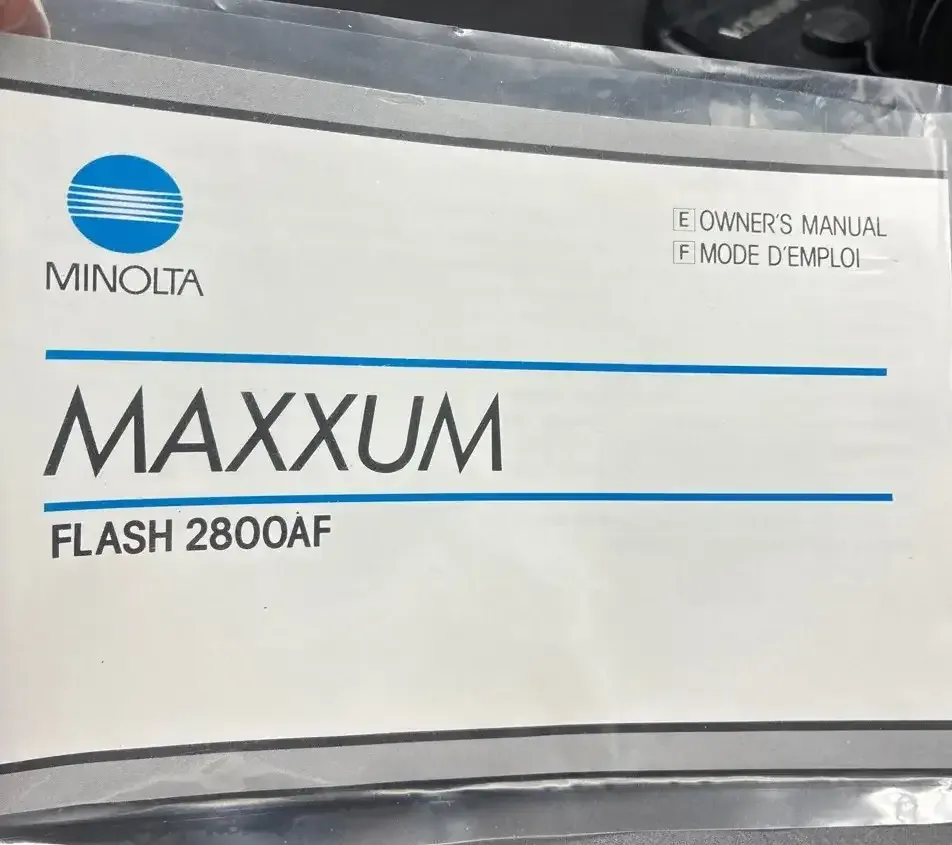 MINOLTA
E OWNER'S MANUAL
F MODE D'EMPLOI
MAXXUM
FLASH 2800AF